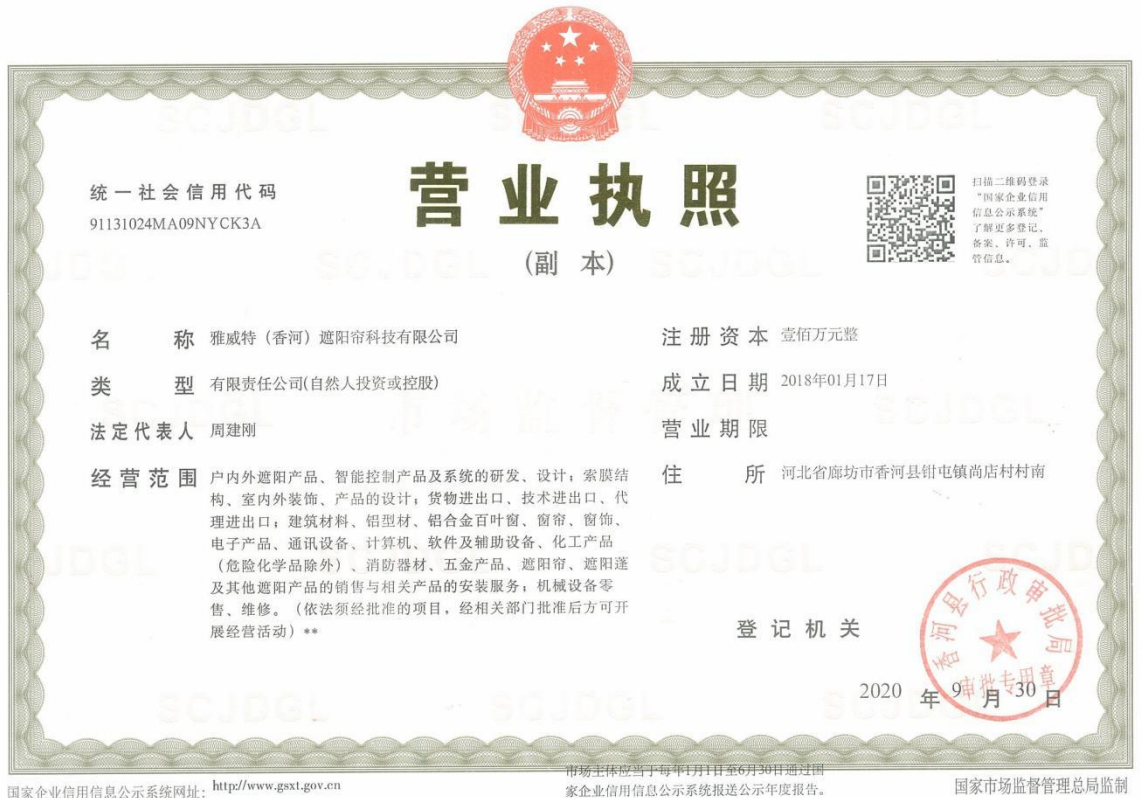 统一社会信用代码
91131024MA09NYCK3A
营业执照
(副 本)
扫描二维码登录
“国家企业信用
信息公示系统”
了解更多登记、
备案、许可、监
管信息。
名 称 雅威特（香河）遮阳帘科技有限公司
类 型 有限责任公司(自然人投资或控股)
法定代表人 周建刚
经营范围 户内外遮阳产品、智能控制产品及系统的研发、设计；索膜结
构、室内外装饰、产品的设计；货物进出口、技术进出口、代
理进出口；建筑材料、铝型材、铝合金百叶窗、窗帘、窗饰、
电子产品、通讯设备、计算机、软件及辅助设备、化工产品
（危险化学品除外）、消防器材、五金产品、遮阳帘、遮阳蓬
及其他遮阳产品的销售与相关产品的安装服务；机械设备零
售、维修。（依法须经批准的项目，经相关部门批准后方可开
展经营活动）**
注册资本 壹佰万元整
成立日期 2018年01月17日
营业期限
住 所 河北省廊坊市香河县钳屯镇尚店村村南
登记机关
香河县行政审批局
审批专用章
2020 年 9 月 30 日
国家企业信用信息公示系统网址：http://www.gsxt.gov.cn
市场主体应当于每年1月1日至6月30日通过国
家企业信用信息公示系统报送公示年度报告。
国家市场监督管理总局监制